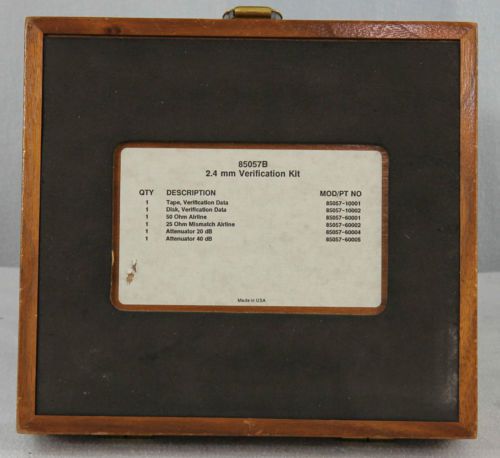 85057B
2.4 mm Verification Kit
QTY DESCRIPTION MOD/PT NO
1 Tape, Verification Data 85057-10001
1 Disk, Verification Data 85057-10002
1 50 Ohm Airline 85057-60001
1 25 Ohm Mismatch Airline 85057-60002
1 Attenuator 20 dB 85057-60004
1 Attenuator 40 dB 85057-60005
Made in USA